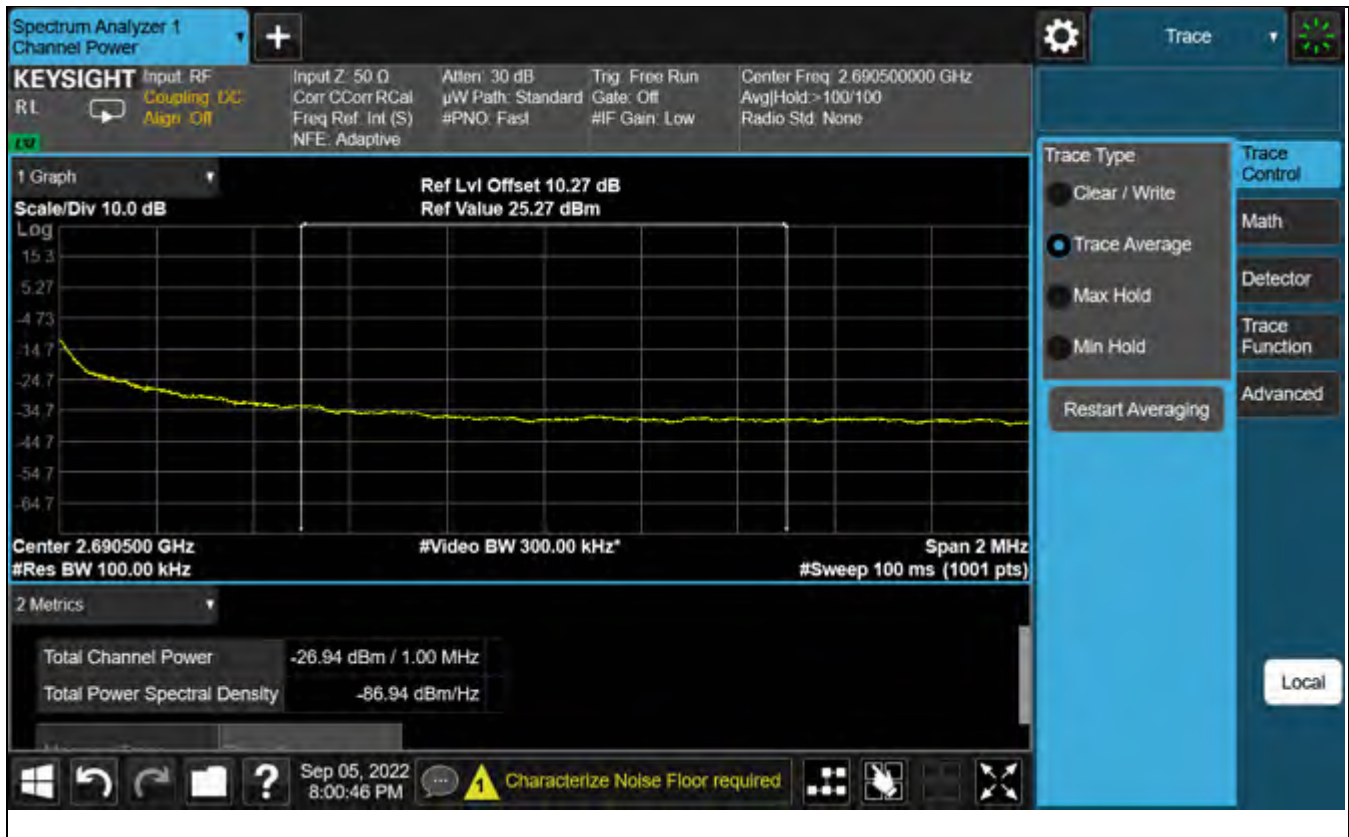 Spectrum Analyzer 1
Channel Power
Trace
KEYSIGHT
RL
Input: RF
Coupling: DC
Align: Off
Input Z: 50 Ω
Corr CCorr RCal
Freq Ref: Int (S)
NFE: Adaptive
Atten: 30 dB
µW Path: Standard
#PNO: Fast
Trig: Free Run
Gate: Off
#IF Gain: Low
Center Freq: 2.690500000 GHz
Avg|Hold:>100/100
Radio Std: None
1 Graph
Scale/Div 10.0 dB
Ref Lvl Offset 10.27 dB
Ref Value 25.27 dBm
Log
15.3
5.27
-4.73
-14.7
-24.7
-34.7
-44.7
-54.7
-64.7
Center 2.690500 GHz
#Res BW 100.00 kHz
#Video BW 300.00 kHz*
Span 2 MHz
#Sweep 100 ms (1001 pts)
2 Metrics
Total Channel Power -26.94 dBm / 1.00 MHz
Total Power Spectral Density -86.94 dBm/Hz
Trace Type
Clear / Write
Trace Average
Max Hold
Min Hold
Restart Averaging
Trace
Control
Math
Detector
Trace
Function
Advanced
Local
?
Sep 05, 2022
8:00:46 PM
1
Characterize Noise Floor required